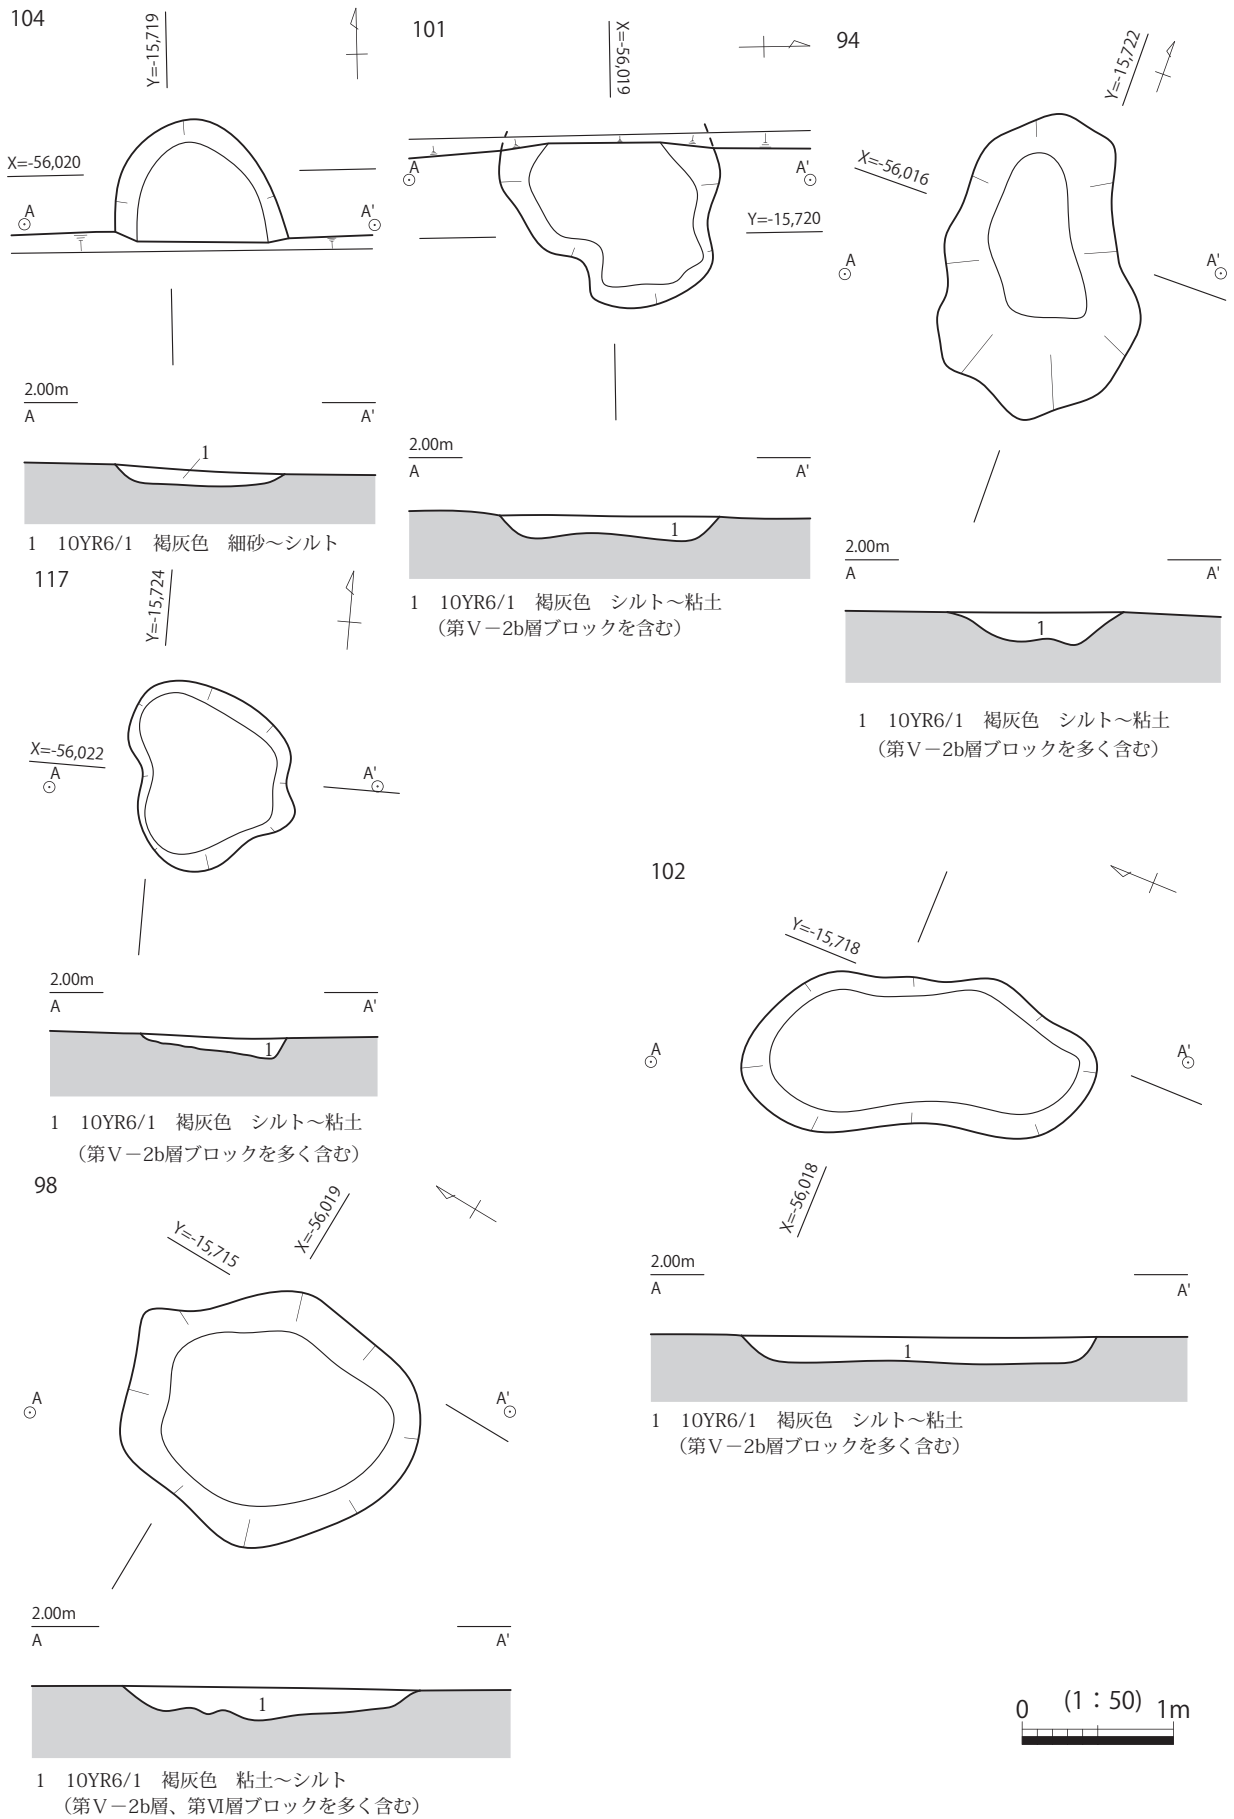 104
Y=-15,719
X=-56,020
A
A'
2.00m
A
A'
1
1 10YR6/1 褐灰色 細砂～シルト
101
X=-56,019
A
A'
Y=-15,720
2.00m
A
A'
1
1 10YR6/1 褐灰色 シルト～粘土
（第Ⅴ－2b層ブロックを含む）
94
Y=-15,722
X=-56,016
A
A'
2.00m
A
A'
1
1 10YR6/1 褐灰色 シルト～粘土
（第Ⅴ－2b層ブロックを多く含む）
117
Y=-15,724
X=-56,022
A
A'
2.00m
A
A'
1
1 10YR6/1 褐灰色 シルト～粘土
（第Ⅴ－2b層ブロックを多く含む）
102
Y=-15,718
A
A'
X=-56,018
2.00m
A
A'
1
1 10YR6/1 褐灰色 シルト～粘土
（第Ⅴ－2b層ブロックを多く含む）
98
Y=-15,715
X=-56,019
A
A'
2.00m
A
A'
1
1 10YR6/1 褐灰色 粘土～シルト
（第Ⅴ－2b層、第Ⅵ層ブロックを多く含む）
0 (1：50) 1m